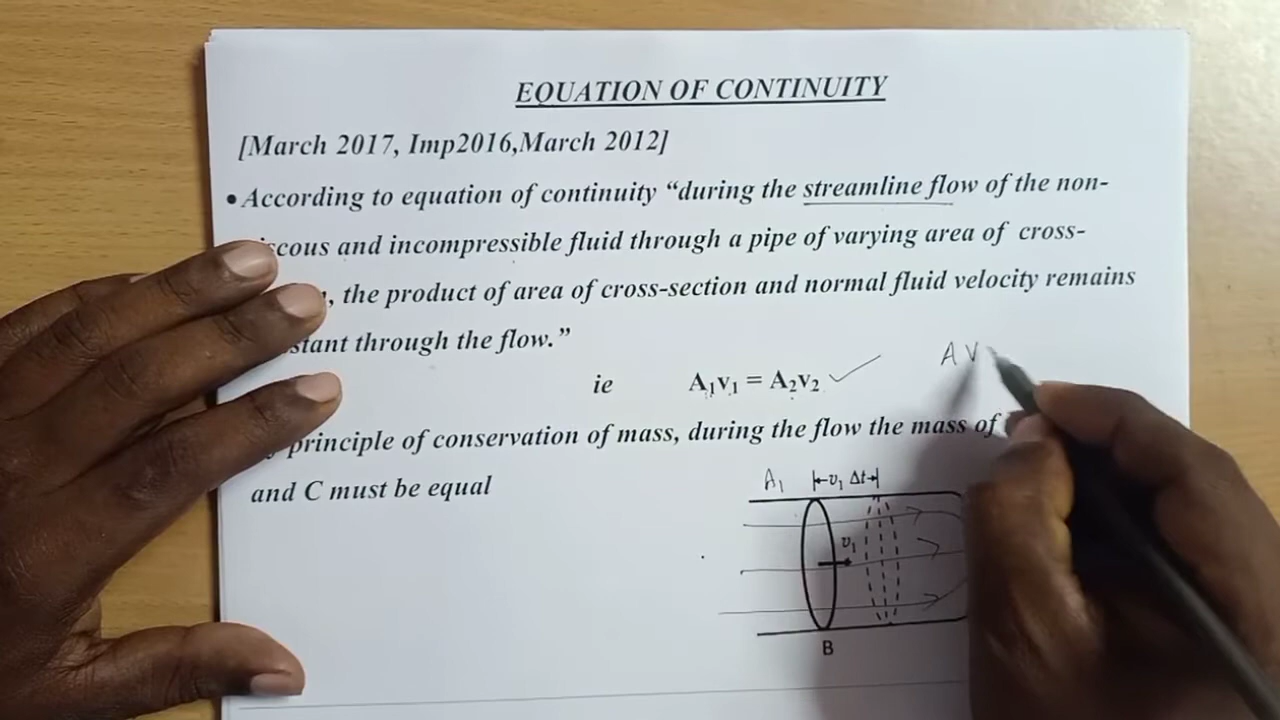 EQUATION OF CONTINUITY
[March 2017, Imp2016,March 2012]
• According to equation of continuity “during the streamline flow of the non-
iscous and incompressible fluid through a pipe of varying area of cross-
, the product of area of cross-section and normal fluid velocity remains
stant through the flow.”
ie A₁v₁ = A₂v₂ ✓ A V
principle of conservation of mass, during the flow the mass of
and C must be equal
A₁ v₁ Δt
v₁
B